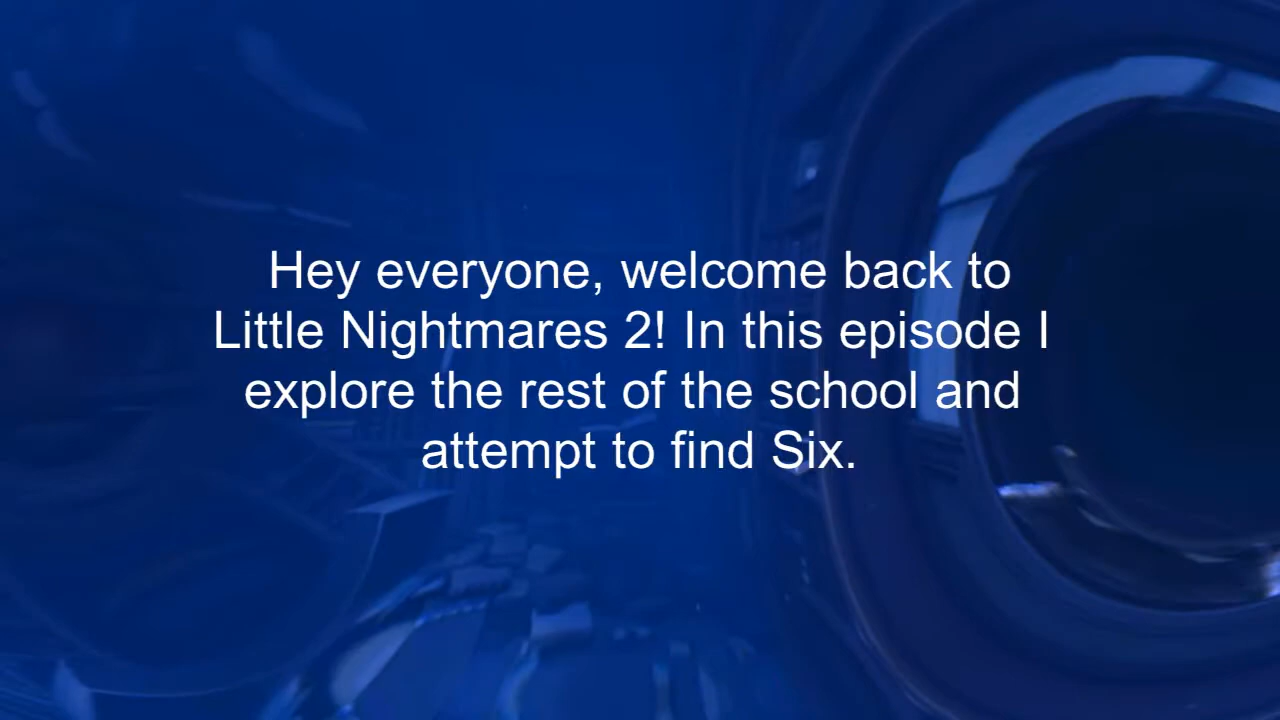 Hey everyone, welcome back to
Little Nightmares 2! In this episode I
explore the rest of the school and
attempt to find Six.